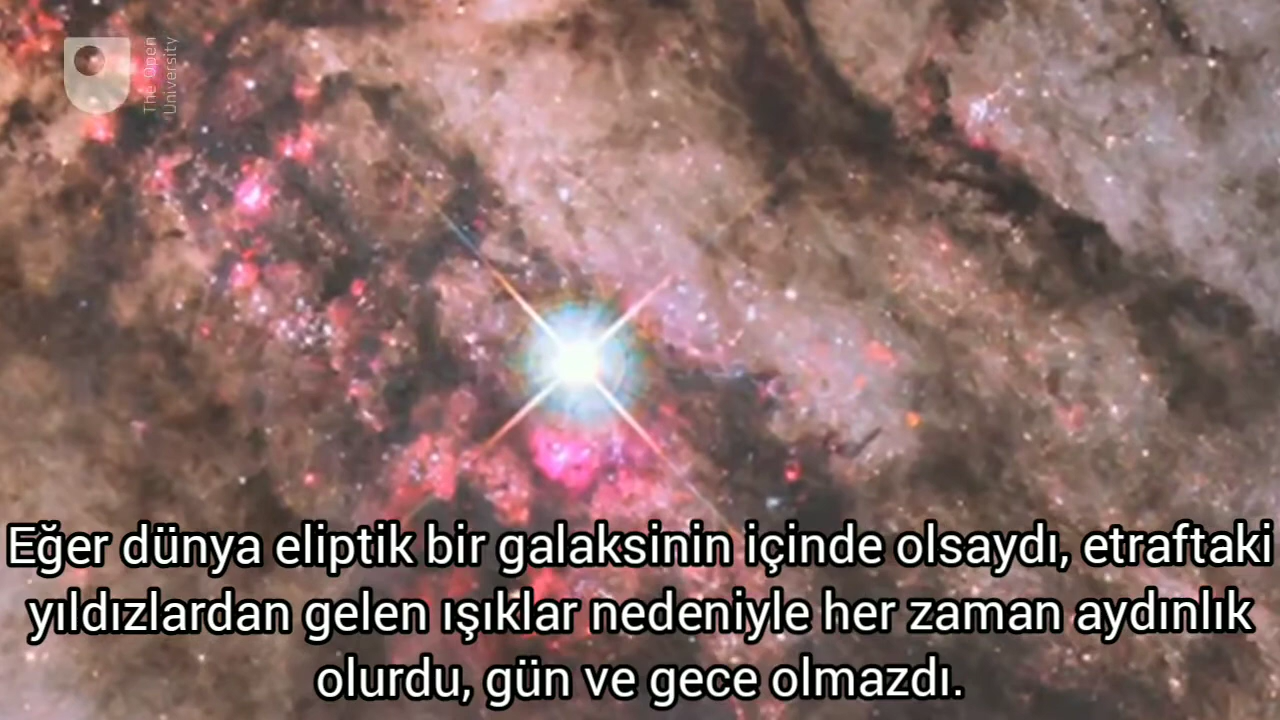 The Open
University
Eğer dünya eliptik bir galaksinin içinde olsaydı, etraftaki
yıldızlardan gelen ışıklar nedeniyle her zaman aydınlık
olurdu, gün ve gece olmazdı.